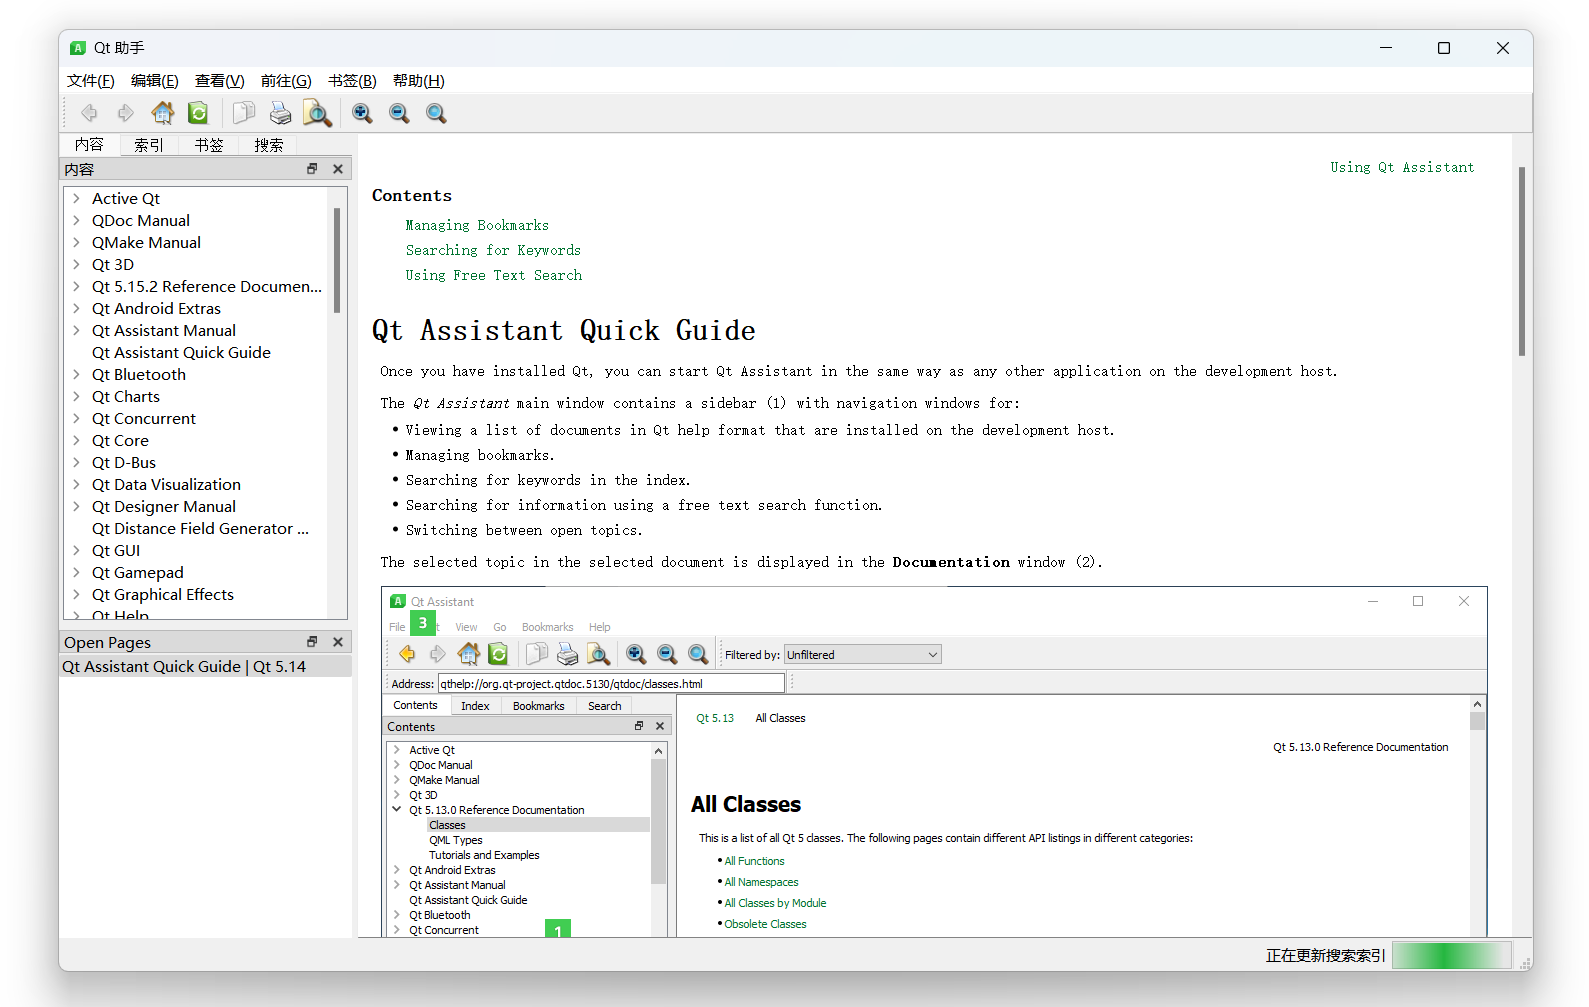 Qt 助手
文件(F) 编辑(E) 查看(V) 前往(G) 书签(B) 帮助(H)
内容 索引 书签 搜索
内容
Active Qt
QDoc Manual
QMake Manual
Qt 3D
Qt 5.15.2 Reference Documen...
Qt Android Extras
Qt Assistant Manual
Qt Assistant Quick Guide
Qt Bluetooth
Qt Charts
Qt Concurrent
Qt Core
Qt D-Bus
Qt Data Visualization
Qt Designer Manual
Qt Distance Field Generator ...
Qt GUI
Qt Gamepad
Qt Graphical Effects
Qt Help
Open Pages
Qt Assistant Quick Guide | Qt 5.14
Using Qt Assistant
Contents
Managing Bookmarks
Searching for Keywords
Using Free Text Search
Qt Assistant Quick Guide
Once you have installed Qt, you can start Qt Assistant in the same way as any other application on the development host.
The Qt Assistant main window contains a sidebar (1) with navigation windows for:
• Viewing a list of documents in Qt help format that are installed on the development host.
• Managing bookmarks.
• Searching for keywords in the index.
• Searching for information using a free text search function.
• Switching between open topics.
The selected topic in the selected document is displayed in the Documentation window (2).
Qt Assistant
File 3 t View Go Bookmarks Help
Filtered by: Unfiltered
Address: qthelp://org.qt-project.qtdoc.5130/qtdoc/classes.html
Contents Index Bookmarks Search
Contents
Active Qt
QDoc Manual
QMake Manual
Qt 3D
Qt 5.13.0 Reference Documentation
Classes
QML Types
Tutorials and Examples
Qt Android Extras
Qt Assistant Manual
Qt Assistant Quick Guide
Qt Bluetooth
Qt Concurrent
1
Qt 5.13 All Classes
Qt 5.13.0 Reference Documentation
All Classes
This is a list of all Qt 5 classes. The following pages contain different API listings in different categories:
• All Functions
• All Namespaces
• All Classes by Module
• Obsolete Classes
正在更新搜索索引